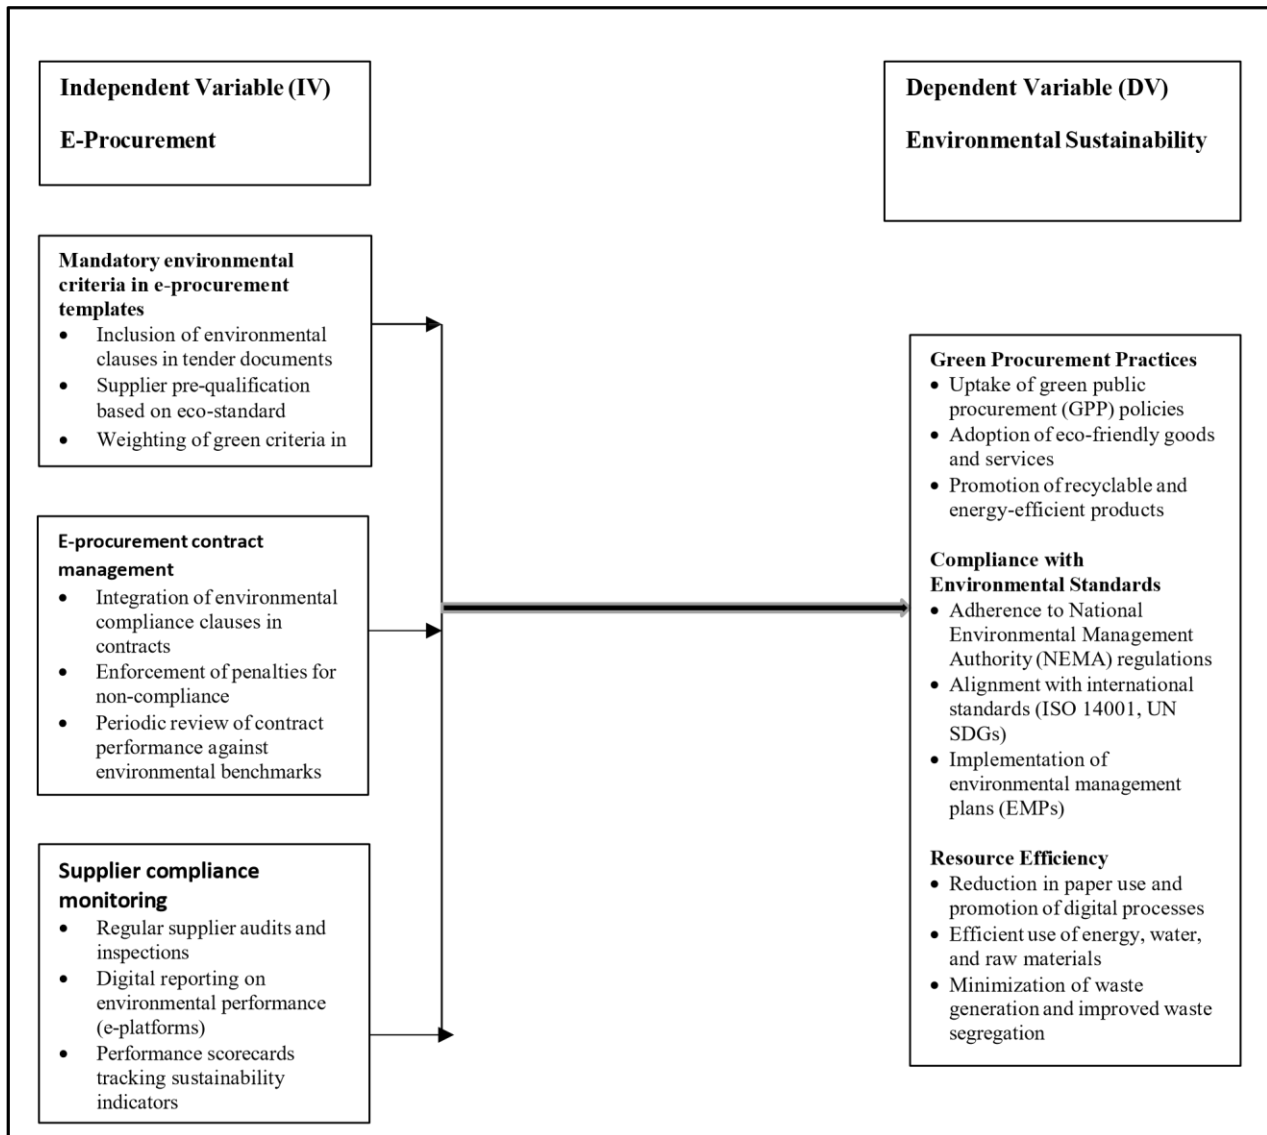 Independent Variable (IV)
E-Procurement
Dependent Variable (DV)
Environmental Sustainability
Mandatory environmental
criteria in e-procurement
templates
• Inclusion of environmental
clauses in tender documents
• Supplier pre-qualification
based on eco-standard
• Weighting of green criteria in
E-procurement contract
management
• Integration of environmental
compliance clauses in
contracts
• Enforcement of penalties for
non-compliance
• Periodic review of contract
performance against
environmental benchmarks
Supplier compliance
monitoring
• Regular supplier audits and
inspections
• Digital reporting on
environmental performance
(e-platforms)
• Performance scorecards
tracking sustainability
indicators
Green Procurement Practices
• Uptake of green public
procurement (GPP) policies
• Adoption of eco-friendly goods
and services
• Promotion of recyclable and
energy-efficient products
Compliance with
Environmental Standards
• Adherence to National
Environmental Management
Authority (NEMA) regulations
• Alignment with international
standards (ISO 14001, UN
SDGs)
• Implementation of
environmental management
plans (EMPs)
Resource Efficiency
• Reduction in paper use and
promotion of digital processes
• Efficient use of energy, water,
and raw materials
• Minimization of waste
generation and improved waste
segregation